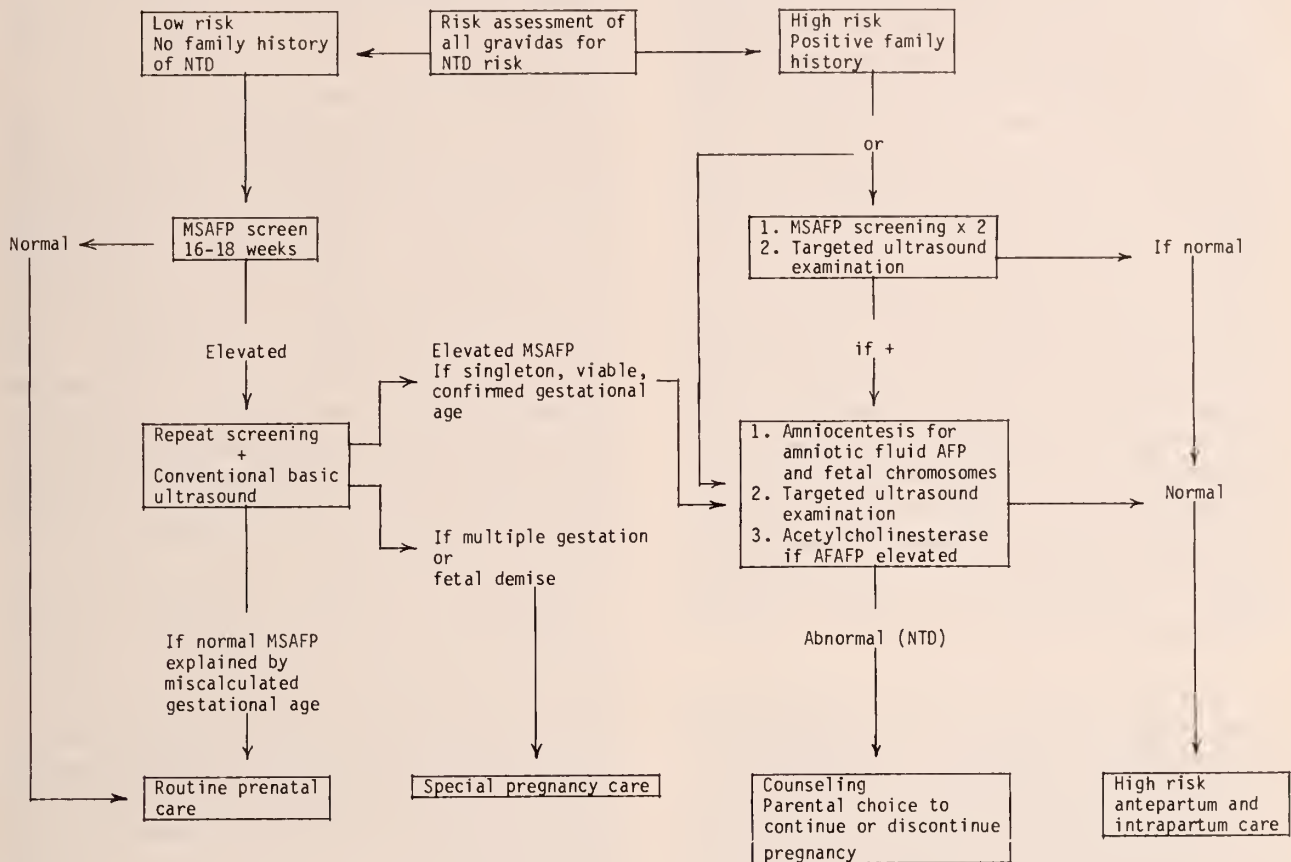 Low risk
No family history
of NTD
Risk assessment of
all gravidas for
NTD risk
High risk
Positive family
history
or
Normal
MSAFP screen
16-18 weeks
1. MSAFP screening x 2
2. Targeted ultrasound
examination
If normal
Elevated
Elevated MSAFP
If singleton, viable,
confirmed gestational
age
if +
Repeat screening
+
Conventional basic
ultrasound
1. Amniocentesis for
amniotic fluid AFP
and fetal chromosomes
2. Targeted ultrasound
examination
3. Acetylcholinesterase
if AFAFP elevated
Normal
If multiple gestation
or
fetal demise
If normal MSAFP
explained by
miscalculated
gestational age
Abnormal (NTD)
Routine prenatal
care
Special pregnancy care
Counseling
Parental choice to
continue or discontinue
pregnancy
High risk
antepartum and
intrapartum care